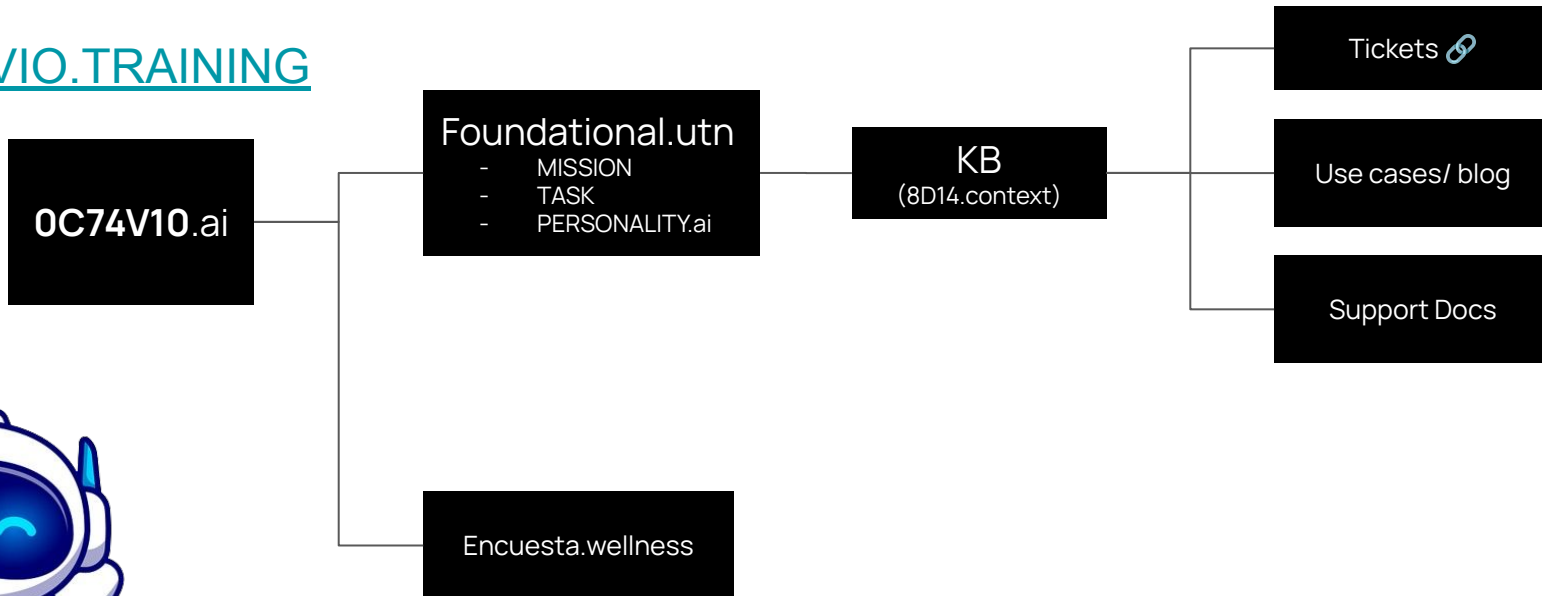 VIO.TRAINING
0C74V10.ai
Foundational.utn
- MISSION
- TASK
- PERSONALITY.ai
KB
(8D14.context)
Tickets 🔗
Use cases/ blog
Support Docs
Encuesta.wellness